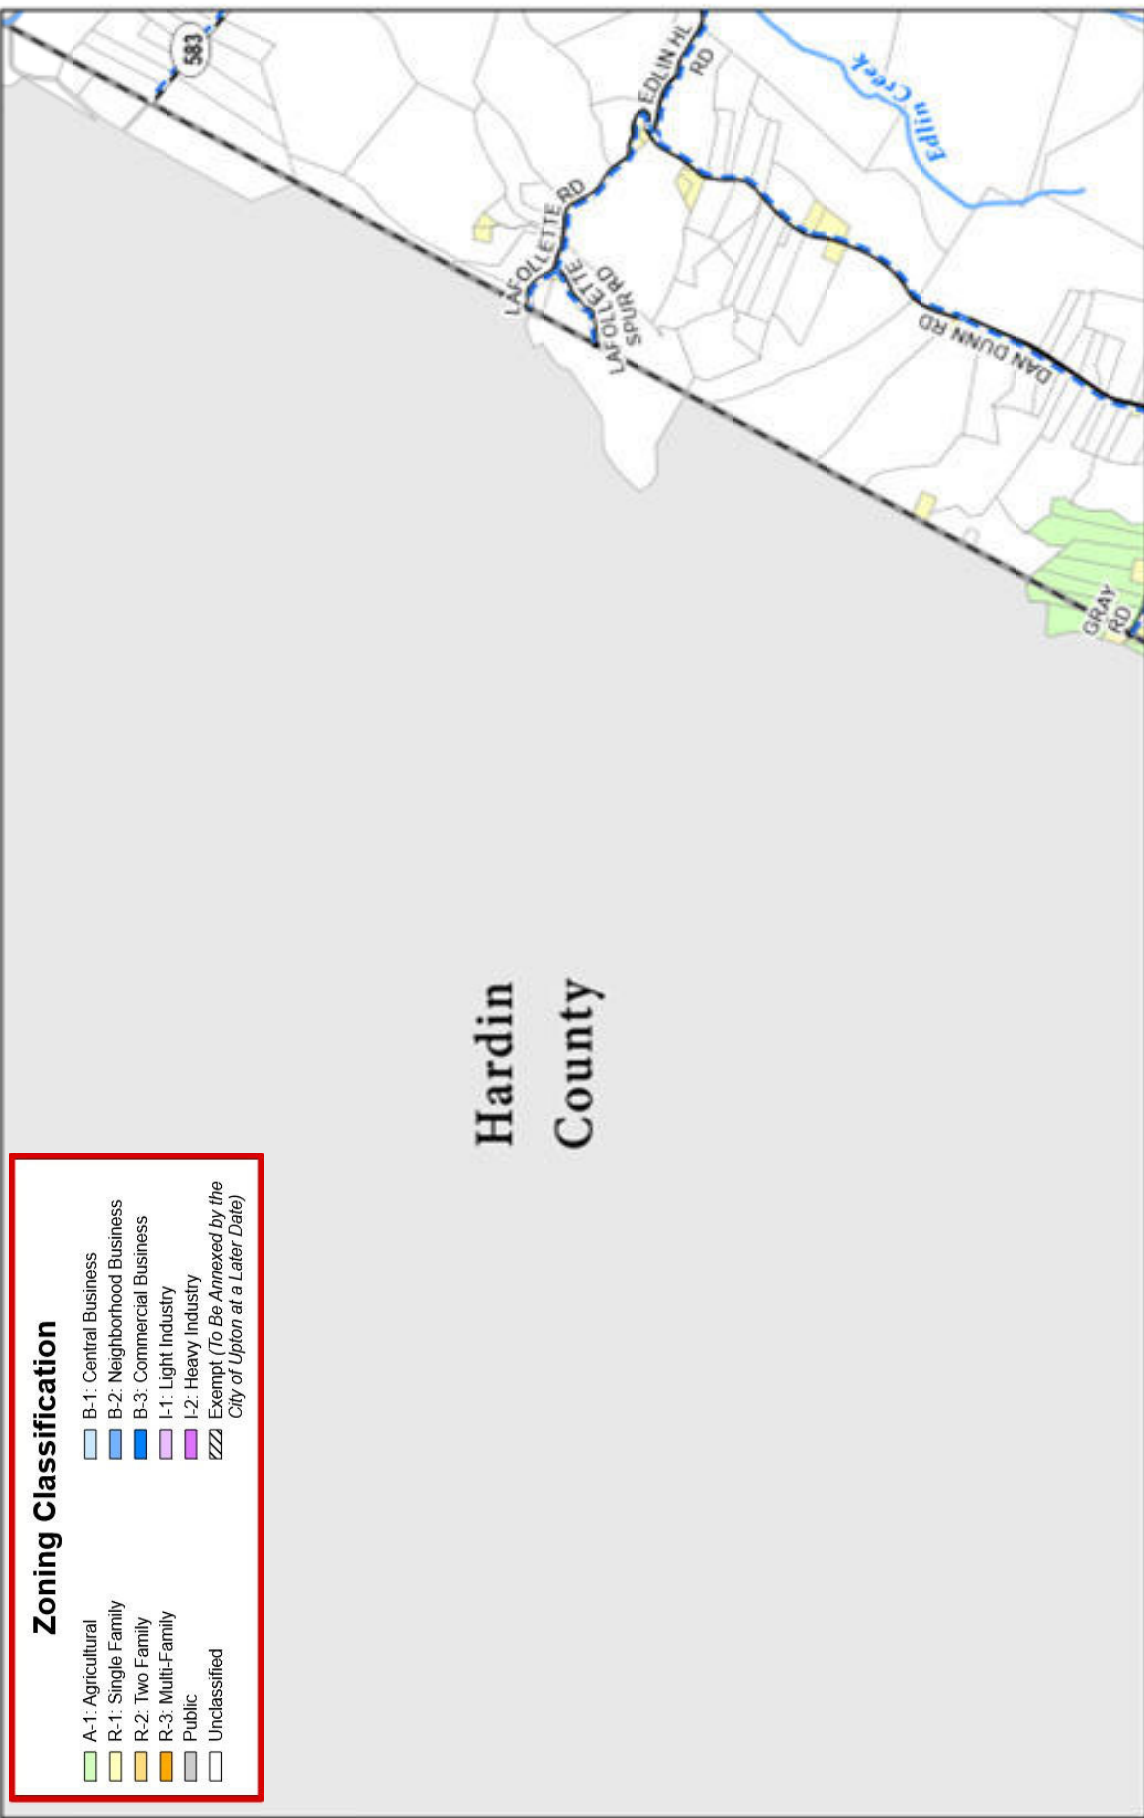 Zoning Classification
A-1: Agricultural
R-1: Single Family
R-2: Two Family
R-3: Multi-Family
Public
Unclassified
B-1: Central Business
B-2: Neighborhood Business
B-3: Commercial Business
I-1: Light Industry
I-2: Heavy Industry
Exempt (To Be Annexed by the
City of Upton at a Later Date)
Hardin
County
583
EDLIN HL
RD
Edlin Creek
LAFOLLETTE RD
LAFOLLETTE
SPUR RD
DAN DUNN RD
GRAY
RD